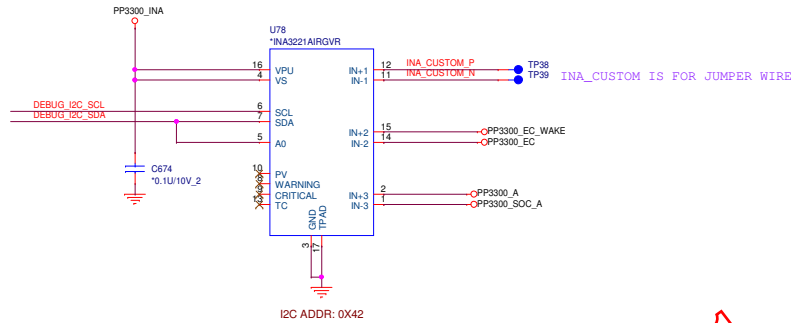 PP3300_INA
U78
*INA3221AIRGVR
16 VPU
4 VS
IN+1 12 INA_CUSTOM_P TP38
IN-1 11 INA_CUSTOM_N TP39
INA_CUSTOM IS FOR JUMPER WIRE
DEBUG_I2C_SCL 6 SCL
DEBUG_I2C_SDA 7 SDA
5 A0
IN+2 15 PP3300_EC_WAKE
IN-2 14 PP3300_EC
C674
*0.1U/10V_2
10 PV
8 WARNING
9 CRITICAL
13 TC
IN+3 2 PP3300_A
IN-3 1 PP3300_SOC_A
GND
TPAD
3
17
I2C ADDR: 0X42